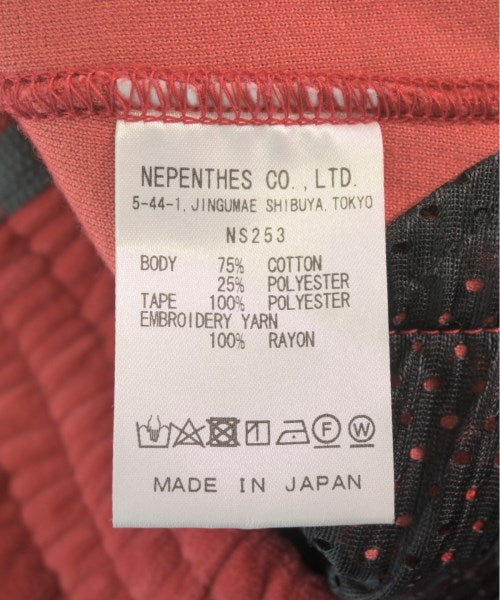 NEPENTHES CO.,LTD.
5-44-1, JINGUMAE SHIBUYA, TOKYO
NS253
BODY 75% COTTON
25% POLYESTER
TAPE 100% POLYESTER
EMBROIDERY YARN
100% RAYON
F W
MADE IN JAPAN